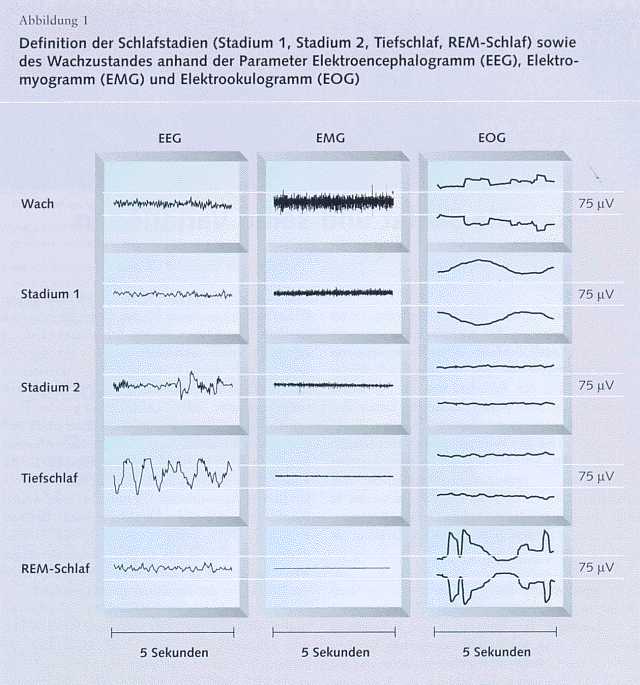 Abbildung 1
Definition der Schlafstadien (Stadium 1, Stadium 2, Tiefschlaf, REM-Schlaf) sowie
des Wachzustandes anhand der Parameter Elektroencephalogramm (EEG), Elektro-
myogramm (EMG) und Elektrookulogramm (EOG)
EEG EMG EOG
Wach 75 µV
Stadium 1 75 µV
Stadium 2 75 µV
Tiefschlaf 75 µV
REM-Schlaf 75 µV
5 Sekunden 5 Sekunden 5 Sekunden